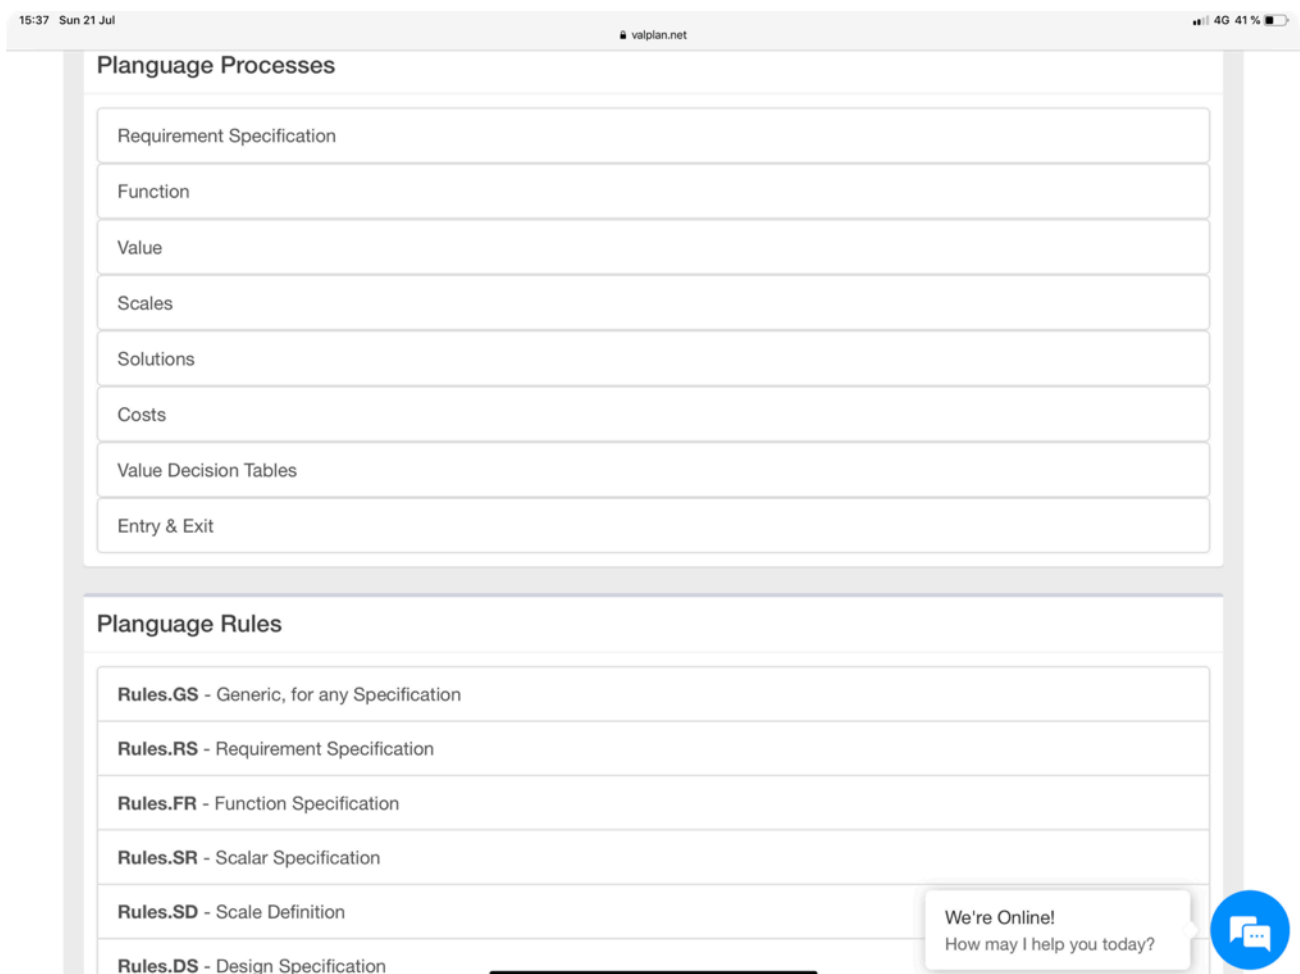 15:37 Sun 21 Jul
4G 41 %
valplan.net
Planguage Processes
Requirement Specification
Function
Value
Scales
Solutions
Costs
Value Decision Tables
Entry & Exit
Planguage Rules
Rules.GS - Generic, for any Specification
Rules.RS - Requirement Specification
Rules.FR - Function Specification
Rules.SR - Scalar Specification
Rules.SD - Scale Definition
Rules.DS - Design Specification
We're Online!
How may I help you today?